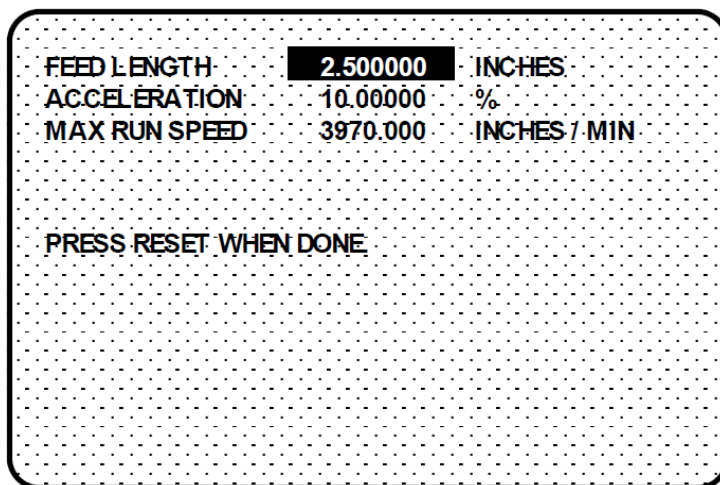 FEED LENGTH 2.500000 INCHES
ACCELERATION 10.00000 %
MAX RUN SPEED 3970.000 INCHES / MIN
PRESS RESET WHEN DONE